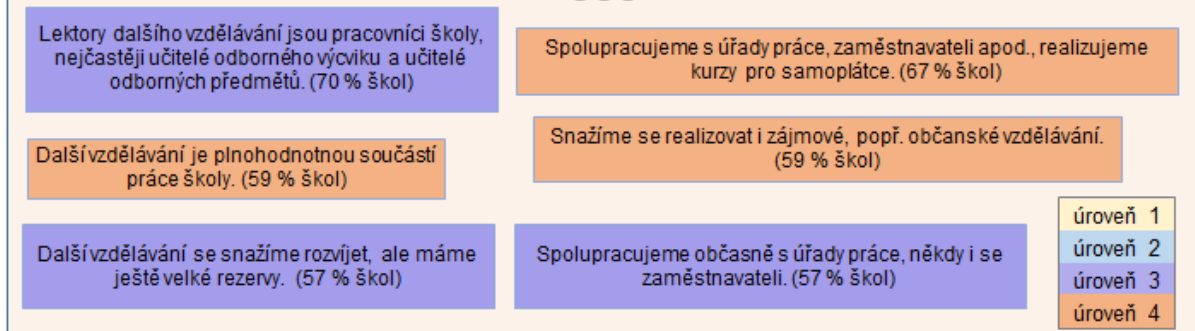 Lektory dalšího vzdělávání jsou pracovníci školy,
nejčastěji učitelé odborného výcviku a učitelé
odborných předmětů. (70 % škol)
Spolupracujeme s úřady práce, zaměstnavateli apod., realizujeme
kurzy pro samoplátce. (67 % škol)
Další vzdělávání je plnohodnotnou součástí
práce školy. (59 % škol)
Snažíme se realizovat i zájmové, popř. občanské vzdělávání.
(59 % škol)
Další vzdělávání se snažíme rozvíjet, ale máme
ještě velké rezervy. (57 % škol)
Spolupracujeme občasně s úřady práce, někdy i se
zaměstnavateli. (57 % škol)
úroveň 1
úroveň 2
úroveň 3
úroveň 4